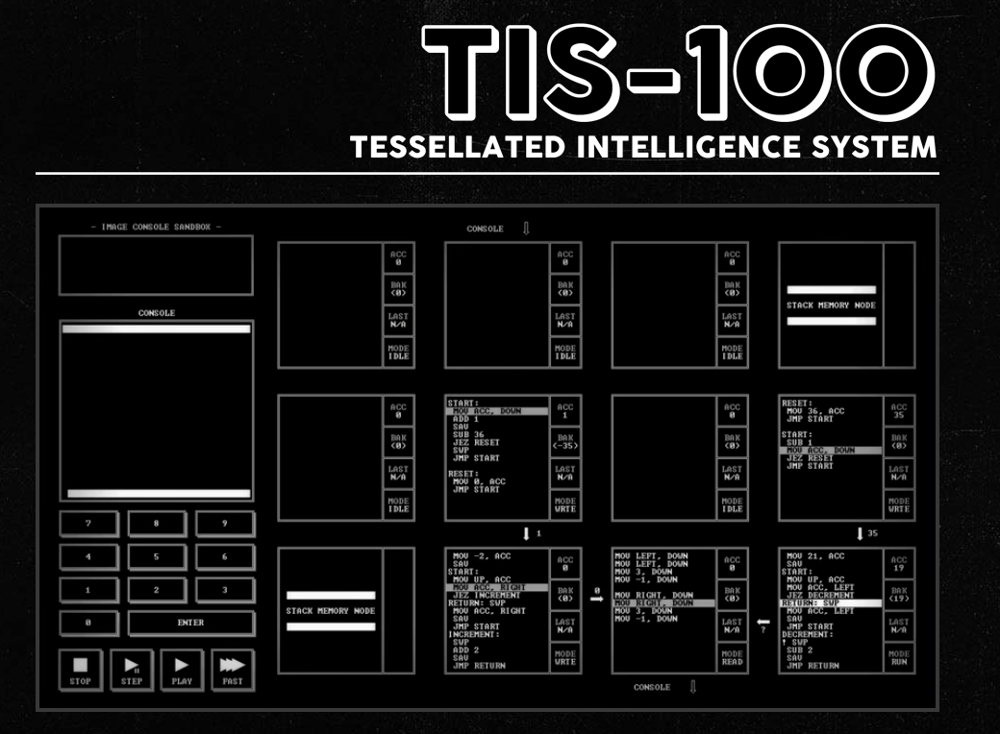 TIS-100
TESSELLATED INTELLIGENCE SYSTEM
- IMAGE CONSOLE SANDBOX -
CONSOLE
7
8
9
4
5
6
1
2
3
0
ENTER
STOP
STEP
PLAY
FAST
CONSOLE
ACC
0
BAK
(0)
LAST
N/A
MODE
IDLE
ACC
0
BAK
(0)
LAST
N/A
MODE
IDLE
ACC
0
BAK
(0)
LAST
N/A
MODE
IDLE
STACK MEMORY NODE
ACC
0
BAK
(0)
LAST
N/A
MODE
IDLE
START:
MOV ACC, DOWN
ADD 1
SAV
SUB 36
JEZ RESET
SWP
JMP START
RESET:
MOV 0, ACC
JMP START
ACC
1
BAK
(-35)
LAST
N/A
MODE
WRTE
ACC
0
BAK
(0)
LAST
N/A
MODE
IDLE
RESET:
MOV 36, ACC
JMP START
START:
SUB 1
MOV ACC, DOWN
JEZ RESET
JMP START
ACC
35
BAK
(0)
LAST
N/A
MODE
WRTE
1
35
STACK MEMORY NODE
MOV -2, ACC
SAV
START:
MOV UP, ACC
MOV ACC, RIGHT
JEZ INCREMENT
RETURN: SWP
MOV ACC, RIGHT
SAV
JMP START
INCREMENT:
SWP
ADD 2
SAV
JMP RETURN
ACC
0
BAK
(0)
LAST
N/A
MODE
WRTE
0
MOV LEFT, DOWN
MOV LEFT, DOWN
MOV 3, DOWN
MOV -1, DOWN
MOV RIGHT, DOWN
MOV RIGHT, DOWN
MOV 3, DOWN
MOV -1, DOWN
ACC
0
BAK
(0)
LAST
N/A
MODE
READ
?
MOV 21, ACC
SAV
START:
MOV UP, ACC
MOV ACC, LEFT
JEZ DECREMENT
RETURN: SWP
MOV ACC, LEFT
SAV
JMP START
DECREMENT:
! SWP
SUB 2
SAV
JMP RETURN
ACC
19
BAK
(19)
LAST
N/A
MODE
RUN
CONSOLE